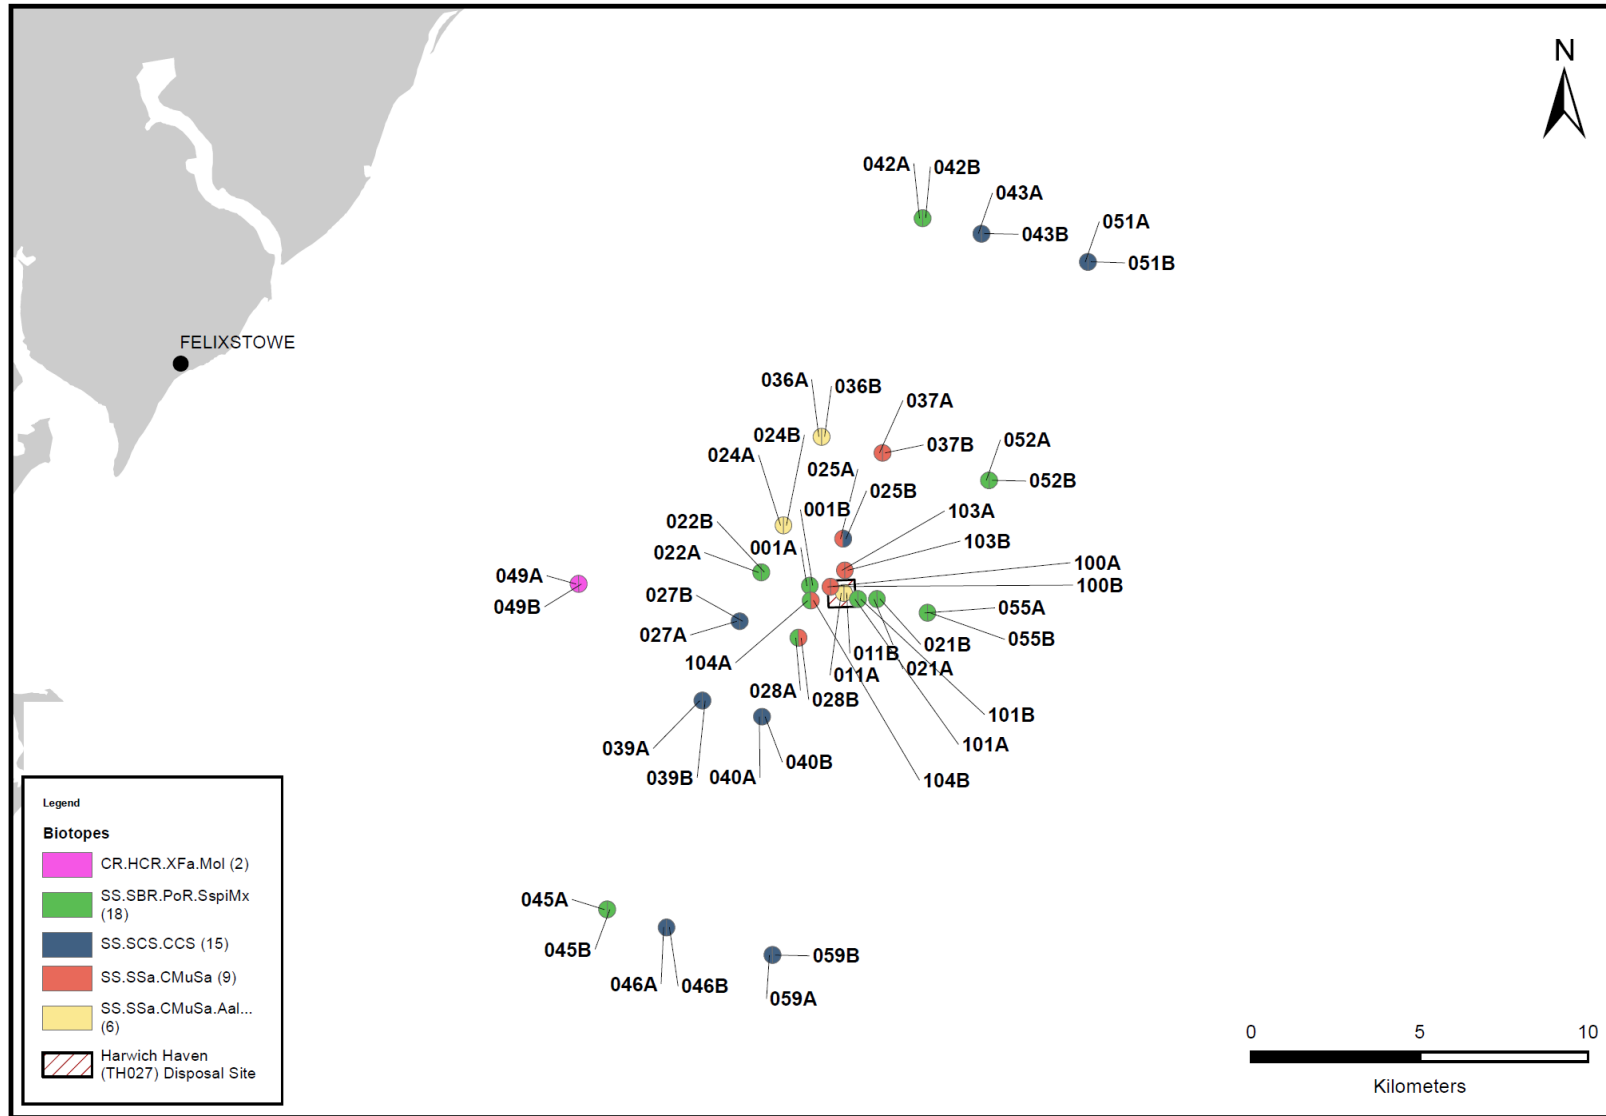 N
042A
042B
043A
043B
051A
051B
FELIXSTOWE
036A
036B
037A
037B
024B
024A
025A
025B
052A
052B
001B
103A
103B
022B
022A
001A
100A
100B
049A
049B
027B
027A
055A
055B
021B
021A
011B
011A
104A
028A
028B
101B
101A
104B
039A
039B
040A
040B
045A
045B
046A
046B
059B
059A
Legend
Biotopes
CR.HCR.XFa.Mol (2)
SS.SBR.PoR.SspiMx
(18)
SS.SCS.CCS (15)
SS.SSa.CMuSa (9)
SS.SSa.CMuSa.Aal...
(6)
Harwich Haven
(TH027) Disposal Site
0 5 10
Kilometers